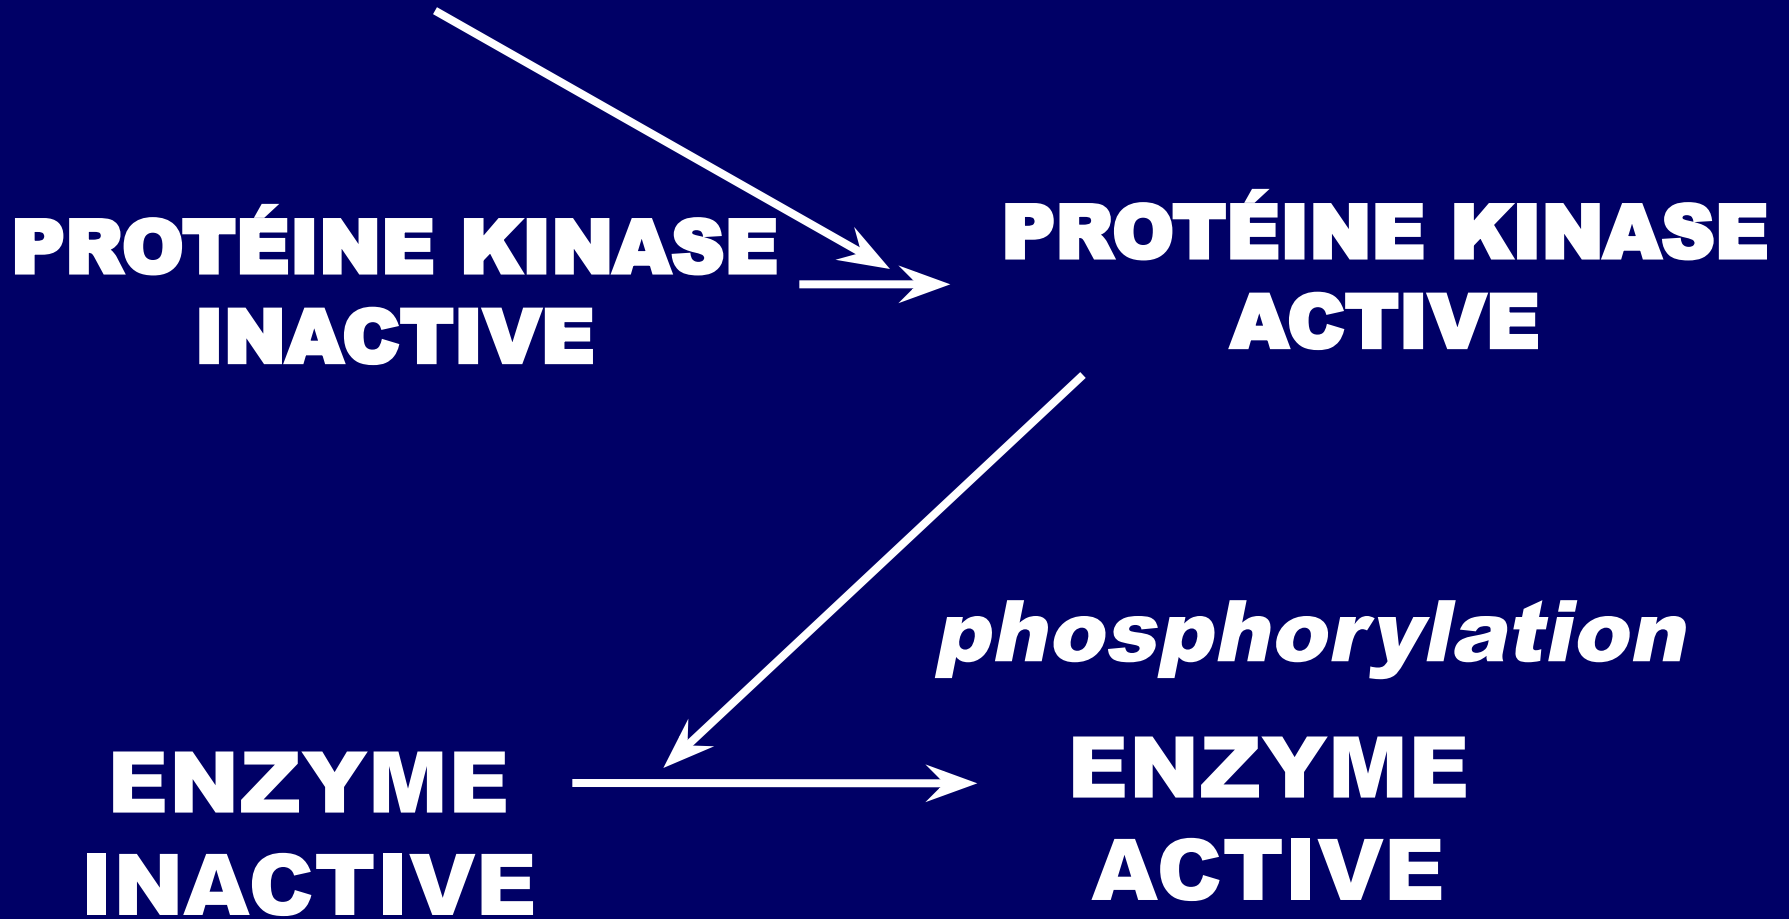 PROTÉINE KINASE
INACTIVE
PROTÉINE KINASE
ACTIVE
phosphorylation
ENZYME
INACTIVE
ENZYME
ACTIVE